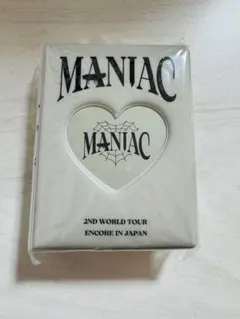 MANIAC
MANIAC
2ND WORLD TOUR
ENCORE IN JAPAN